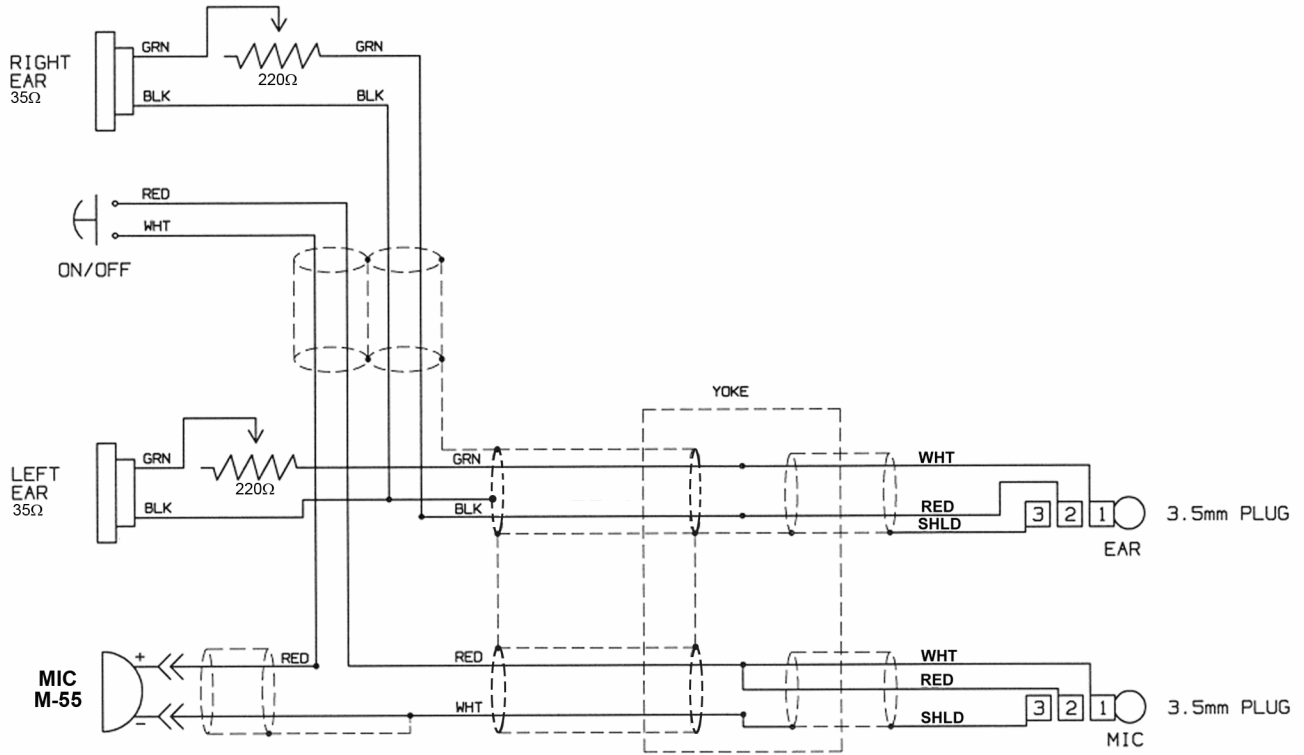 GRN
GRN
RIGHT
EAR
35Ω
220Ω
BLK
BLK
RED
WHT
ON/OFF
YOKE
GRN
GRN
WHT
LEFT
EAR
35Ω
220Ω
BLK
BLK
RED
SHLD
3 2 1
3.5mm PLUG
EAR
+
RED
RED
WHT
MIC
M-55
RED
−
WHT
SHLD
3 2 1
3.5mm PLUG
MIC